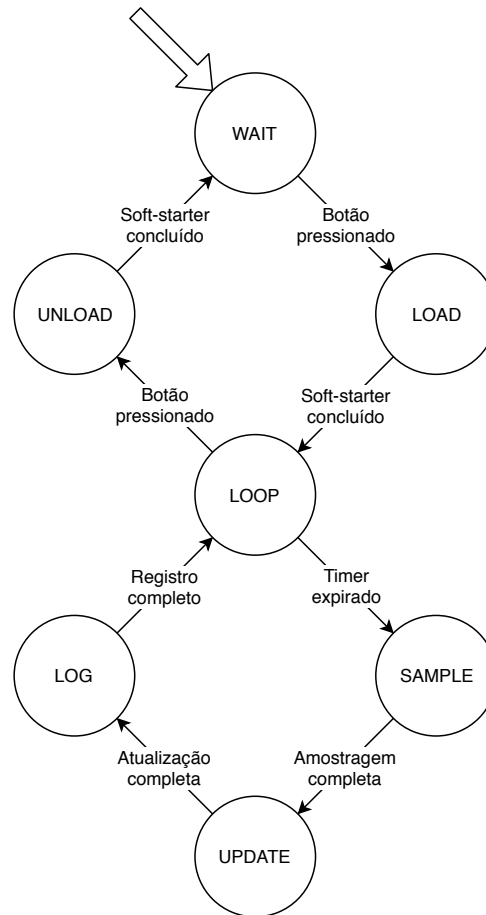 WAIT
Soft-starter
concluído
Botão
pressionado
UNLOAD
LOAD
Botão
pressionado
Soft-starter
concluído
LOOP
Registro
completo
Timer
expirado
LOG
SAMPLE
Atualização
completa
Amostragem
completa
UPDATE